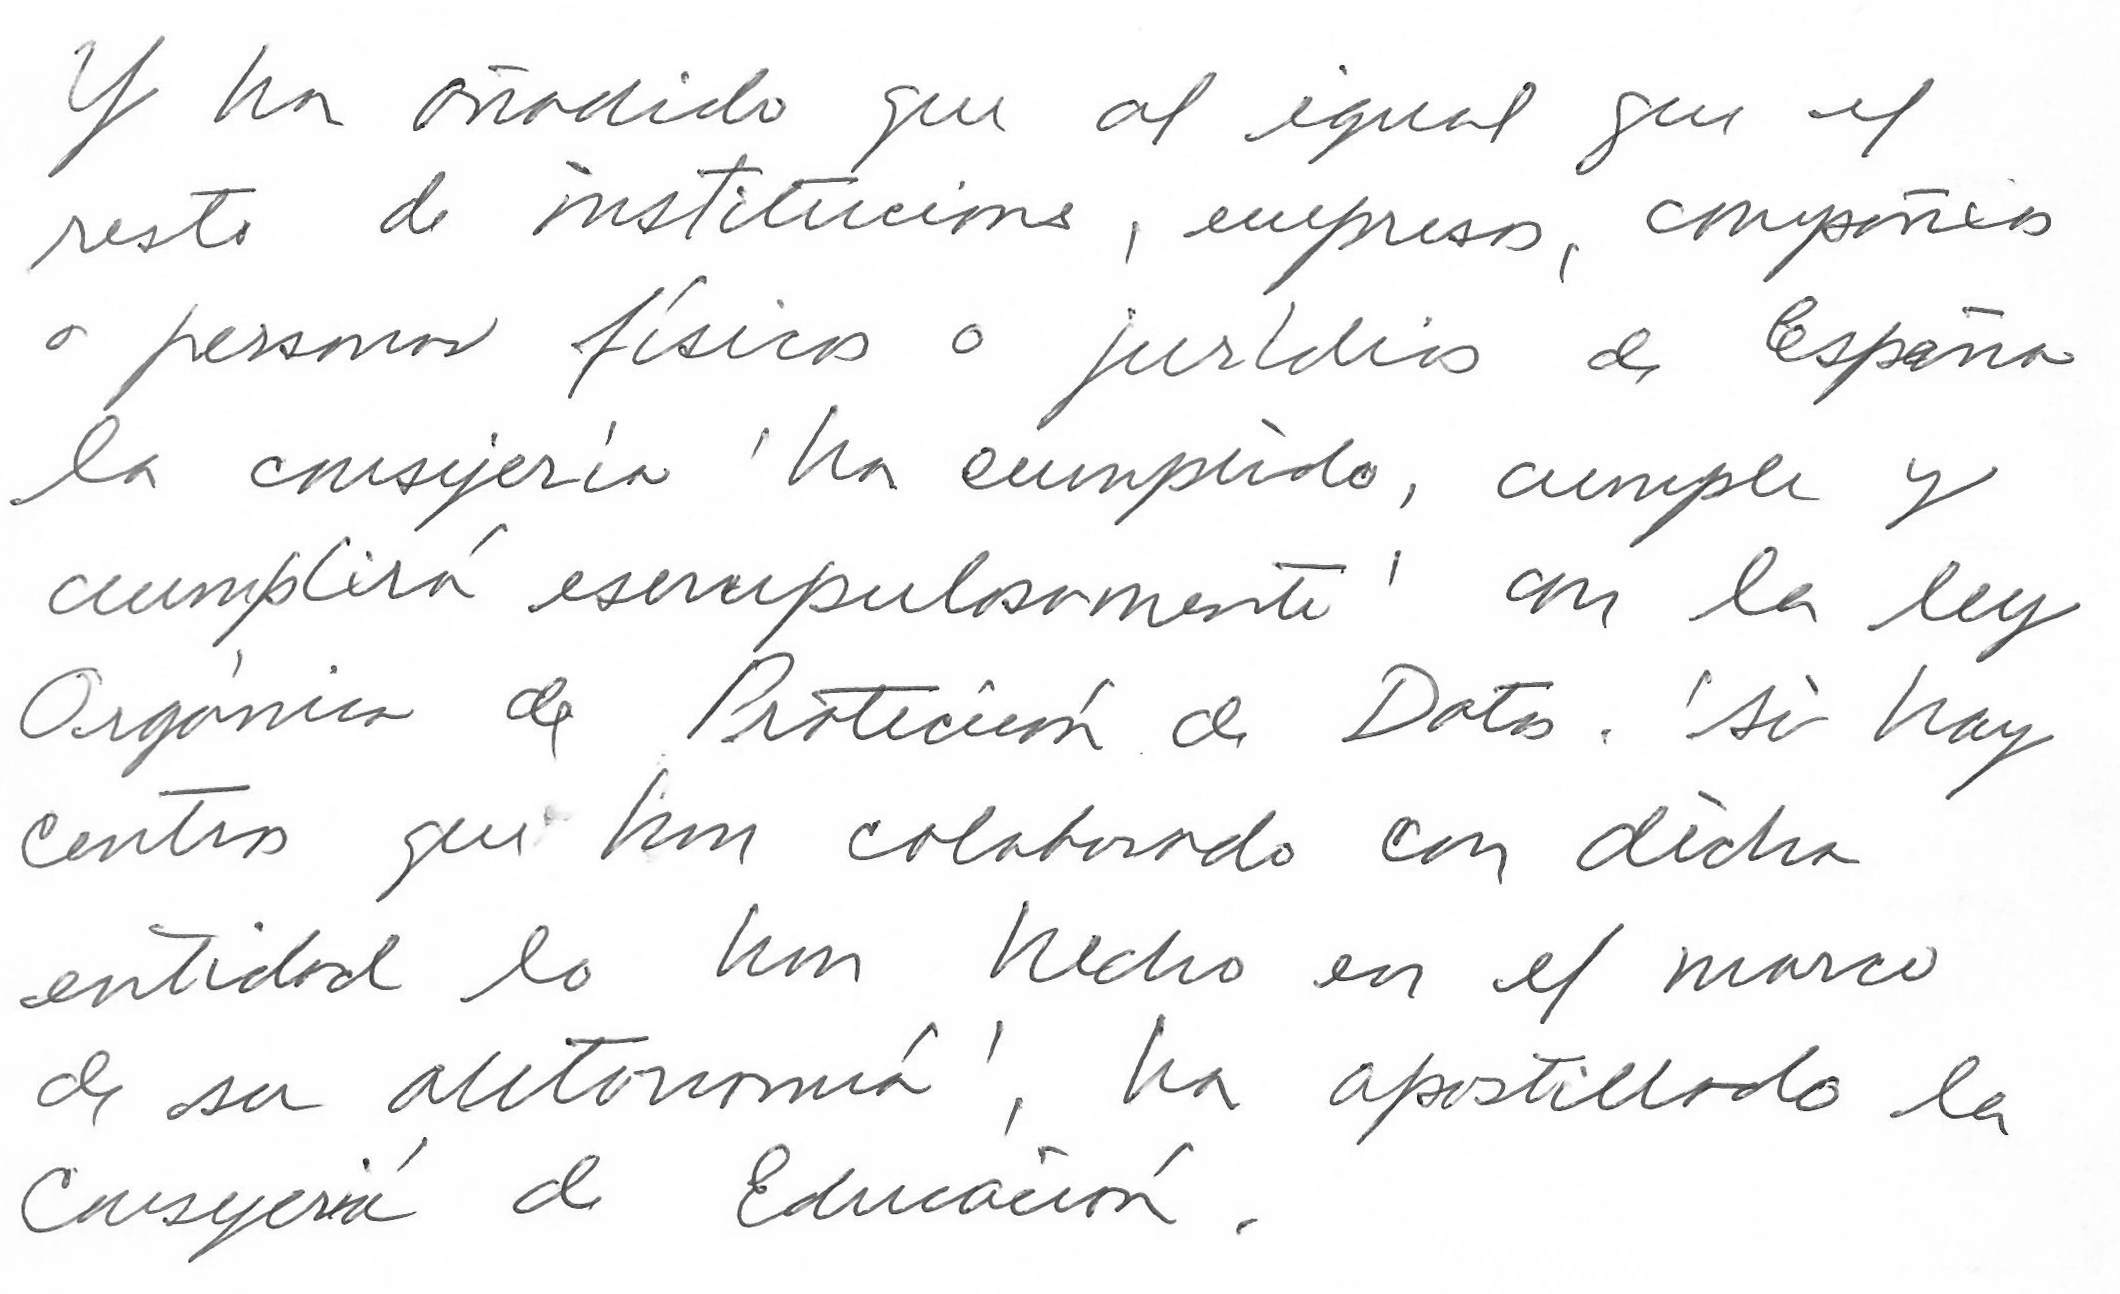 Y ha añadido que al igual que el
resto de instituciones, empresas, compañías
o personas físicas o jurídicas de España
la consejería 'ha cumplido, cumple y
cumplirá escrupulosamente' con la ley
Orgánica de Protección de Datos. 'Si hay
centros que han colaborado con dicha
entidad lo han hecho en el marco
de su autonomía', ha apostillado la
Consejería de Educación.